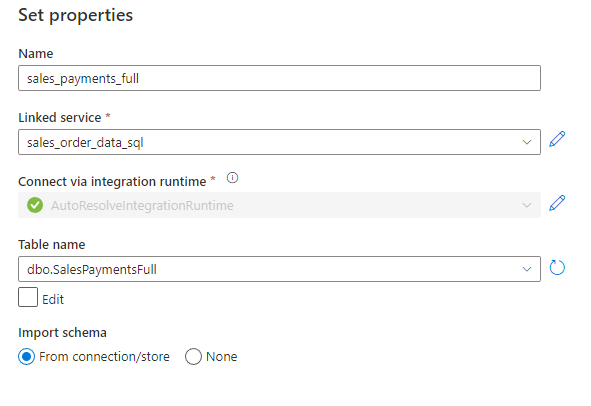 Set properties
Name
sales_payments_full
Linked service *
sales_order_data_sql
Connect via integration runtime *
AutoResolveIntegrationRuntime
Table name
dbo.SalesPaymentsFull
Edit
Import schema
From connection/store None